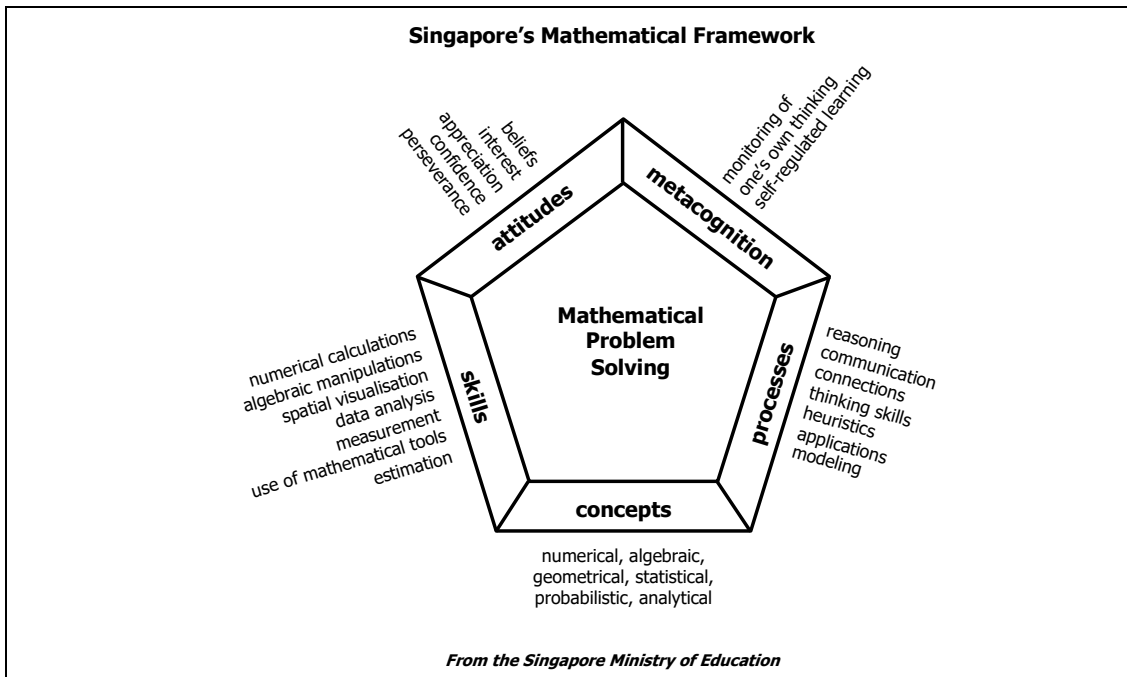 Singapore's Mathematical Framework
beliefs
interest
appreciation
confidence
perseverance
attitudes
monitoring of
one's own thinking
self-regulated learning
metacognition
Mathematical
Problem
Solving
numerical calculations
algebraic manipulations
spatial visualisation
data analysis
measurement
use of mathematical tools
estimation
skills
processes
reasoning
communication
connections
thinking skills
heuristics
applications
modeling
concepts
numerical, algebraic,
geometrical, statistical,
probabilistic, analytical
From the Singapore Ministry of Education